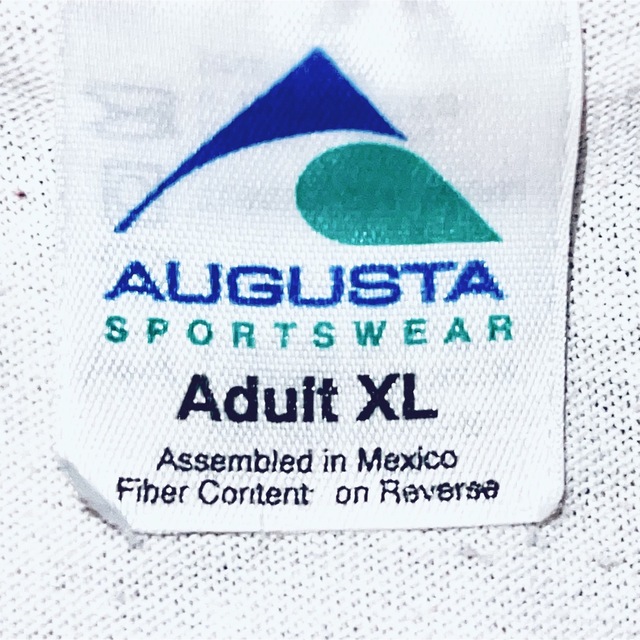 AUGUSTA
SPORTSWEAR
Adult XL
Assembled in Mexico
Fiber Content on Reverse